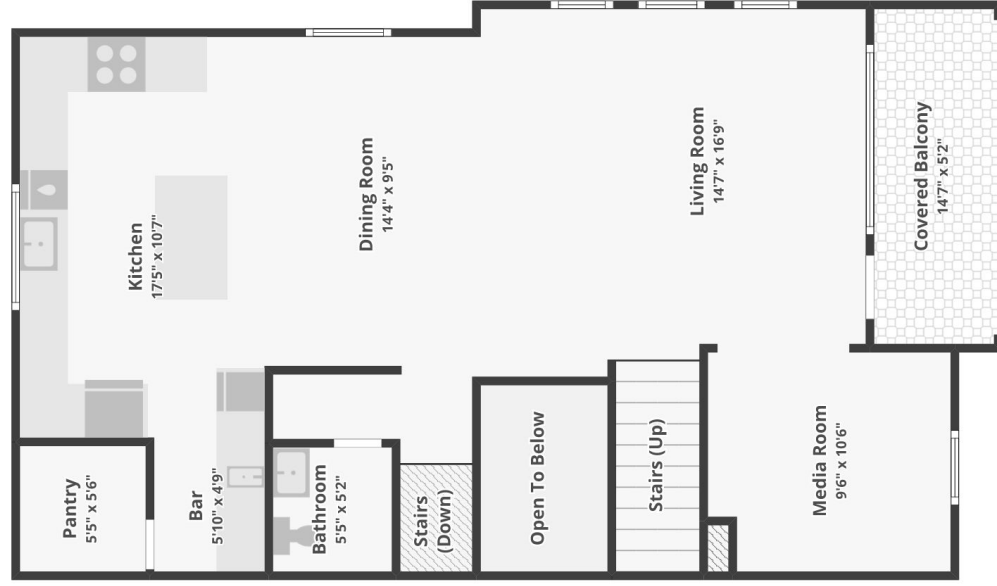 Kitchen
17'5" x 10'7"
Dining Room
14'4" x 9'5"
Living Room
14'7" x 16'9"
Covered Balcony
14'7" x 5'2"
Pantry
5'5" x 5'6"
Bar
5'10" x 4'9"
Bathroom
5'5" x 5'2"
Stairs
(Down)
Open To Below
Stairs (Up)
Media Room
9'6" x 10'6"